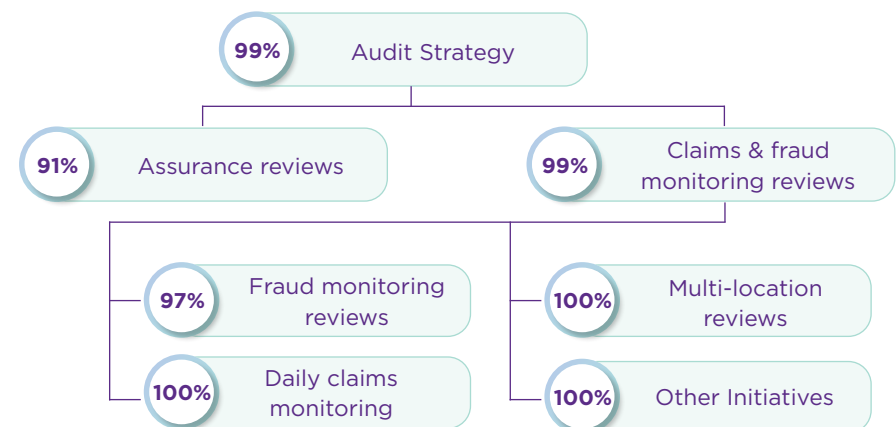 99%
Audit Strategy
91%
Assurance reviews
99%
Claims & fraud
monitoring reviews
97%
Fraud monitoring
reviews
100%
Multi-location
reviews
100%
Daily claims
monitoring
100%
Other Initiatives